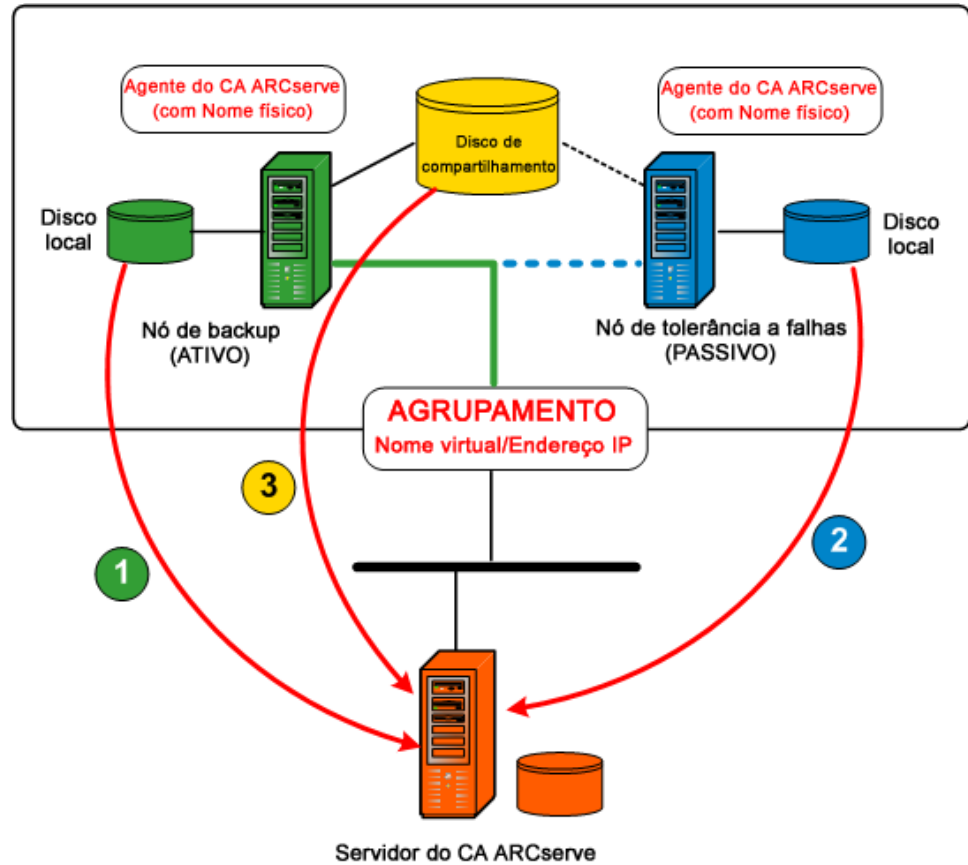 Agente do CA ARCserve
(com Nome físico)
Disco de
compartilhamento
Agente do CA ARCserve
(com Nome físico)
Disco
local
Disco
local
Nó de backup
(ATIVO)
Nó de tolerância a falhas
(PASSIVO)
AGRUPAMENTO
Nome virtual/Endereço IP
3
1
2
Servidor do CA ARCserve